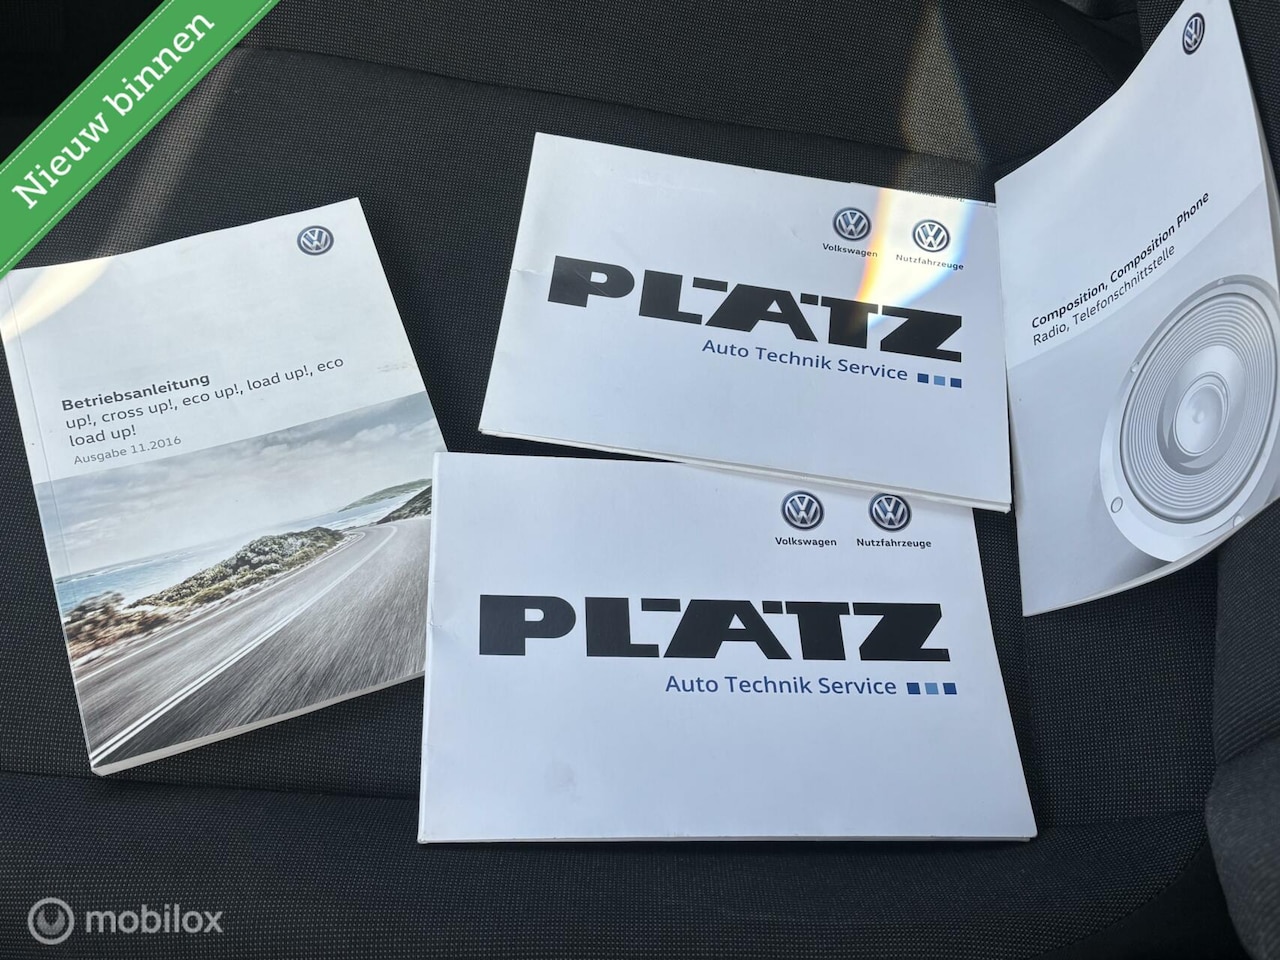 Nieuw binnen
Betriebsanleitung
up!, cross up!, eco up!, load up!, eco
load up!
Ausgabe 11.2016
Volkswagen
Nutzfahrzeuge
PLÄTZ
Auto Technik Service
Volkswagen
Nutzfahrzeuge
PLÄTZ
Auto Technik Service
Composition, Composition Phone
Radio, Telefonschnittstelle
mobilox